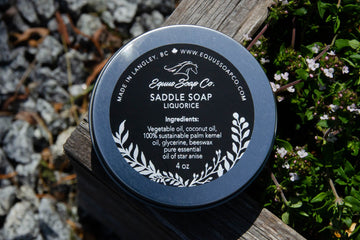 MADE IN LANGLEY, BC 🍁 WWW.EQUUSSOAPCO.COM
Equus Soap Co.
SADDLE SOAP
LIQUORICE
Ingredients:
Vegetable oil, coconut oil,
100% sustainable palm kernel
oil, glycerine, beeswax
pure essential
oil of star anise
4 oz